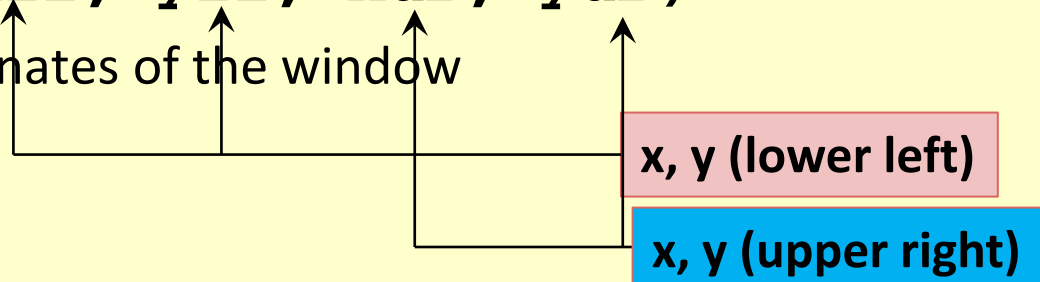 nates of the window
x, y (lower left)
x, y (upper right)